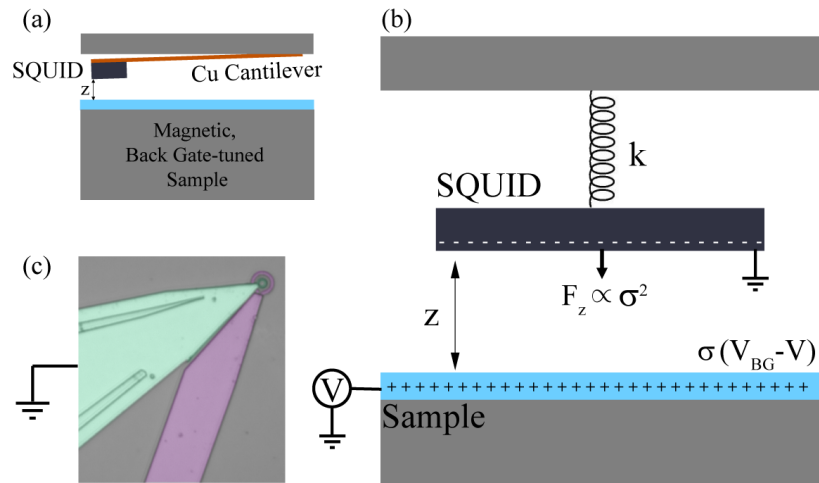 (a)
SQUID
Cu Cantilever
z
Magnetic,
Back Gate-tuned
Sample
(b)
k
SQUID
- - - - - - - - - - - - - - - - - - - - - -
F_z ∝ σ²
z
σ (V_BG-V)
V
+ + + + + + + + + + + + + + + + + + + + + + + + + +
Sample
(c)